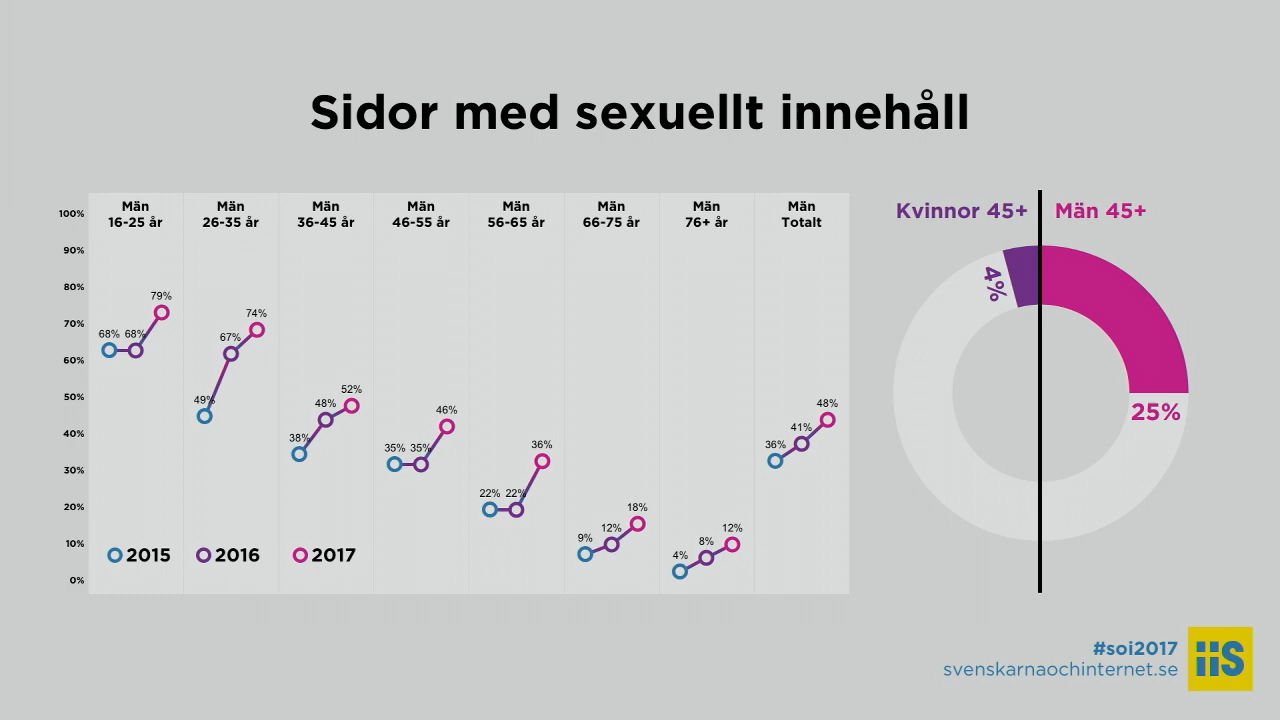 Sidor med sexuellt innehåll
Män
16-25 år
Män
26-35 år
Män
36-45 år
Män
46-55 år
Män
56-65 år
Män
66-75 år
Män
76+ år
Män
Totalt
100%
90%
80%
70%
60%
50%
40%
30%
20%
10%
0%
68% 68% 79%
49% 67% 74%
38% 48% 52%
35% 35% 46%
22% 22% 36%
9% 12% 18%
4% 8% 12%
36% 41% 48%
2015 2016 2017
Kvinnor 45+ Män 45+
4%
25%
#soi2017
svenskarnaochinternet.se
iiS